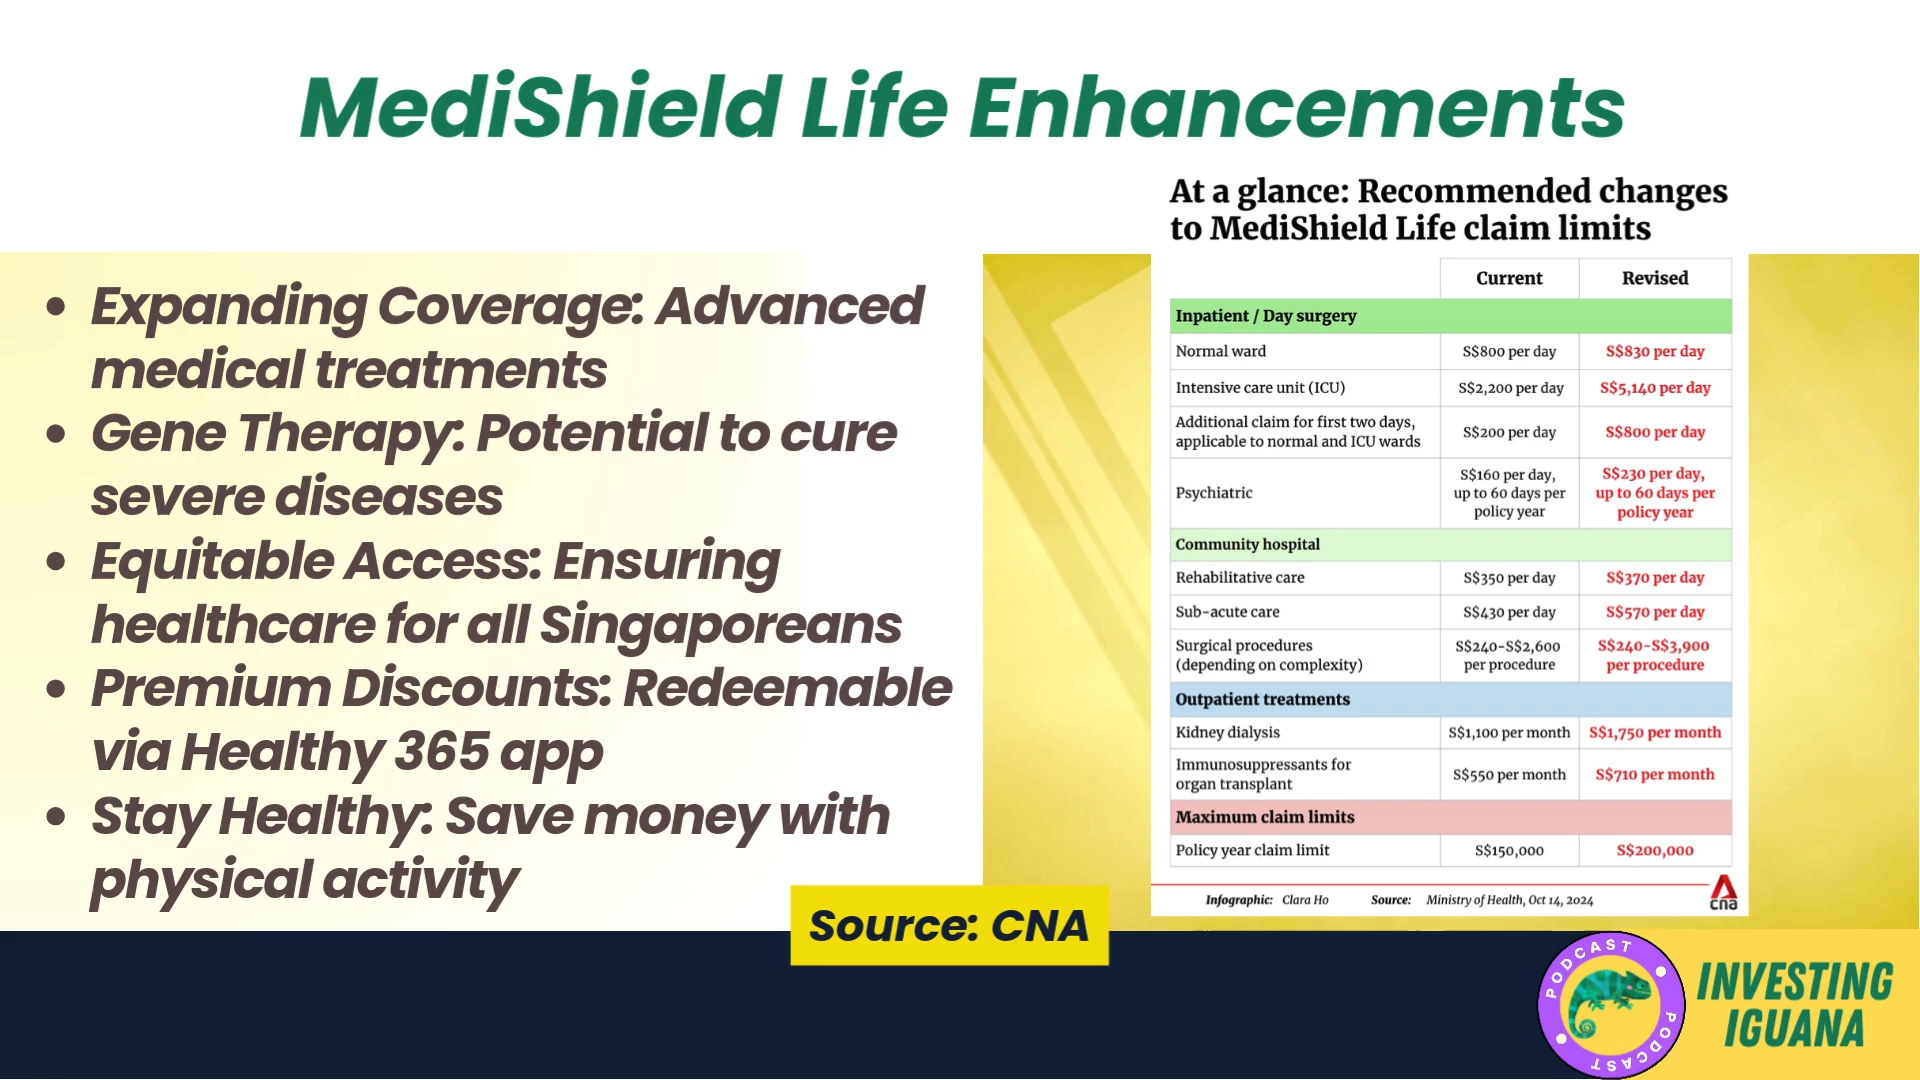 MediShield Life Enhancements
• Expanding Coverage: Advanced
medical treatments
• Gene Therapy: Potential to cure
severe diseases
• Equitable Access: Ensuring
healthcare for all Singaporeans
• Premium Discounts: Redeemable
via Healthy 365 app
• Stay Healthy: Save money with
physical activity
At a glance: Recommended changes
to MediShield Life claim limits
Current Revised
Inpatient / Day surgery
Normal ward S$800 per day S$830 per day
Intensive care unit (ICU) S$2,200 per day S$5,140 per day
Additional claim for first two days,
applicable to normal and ICU wards S$200 per day S$800 per day
Psychiatric S$160 per day,
up to 60 days per
policy year S$230 per day,
up to 60 days per
policy year
Community hospital
Rehabilitative care S$350 per day S$370 per day
Sub-acute care S$430 per day S$570 per day
Surgical procedures
(depending on complexity) S$240-S$2,600
per procedure S$240-S$3,900
per procedure
Outpatient treatments
Kidney dialysis S$1,100 per month S$1,750 per month
Immunosuppressants for
organ transplant S$550 per month S$710 per month
Maximum claim limits
Policy year claim limit S$150,000 S$200,000
Infographic: Clara Ho Source: Ministry of Health, Oct 14, 2024
cna
Source: CNA
PODCAST
PODCAST
INVESTING
IGUANA